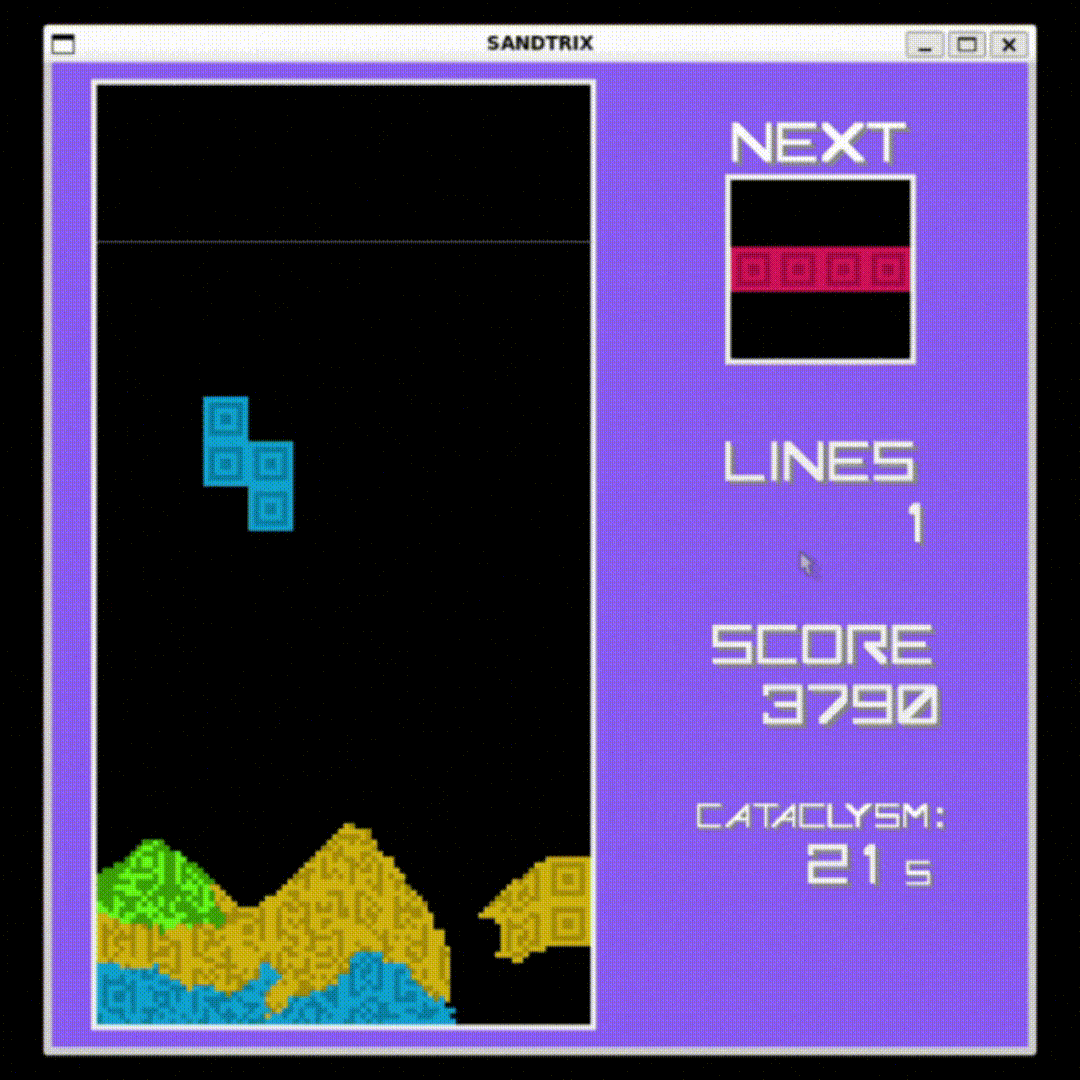 SANDTRIX
NEXT
LINES
1
SCORE
3790
CATACLYSM:
21 s